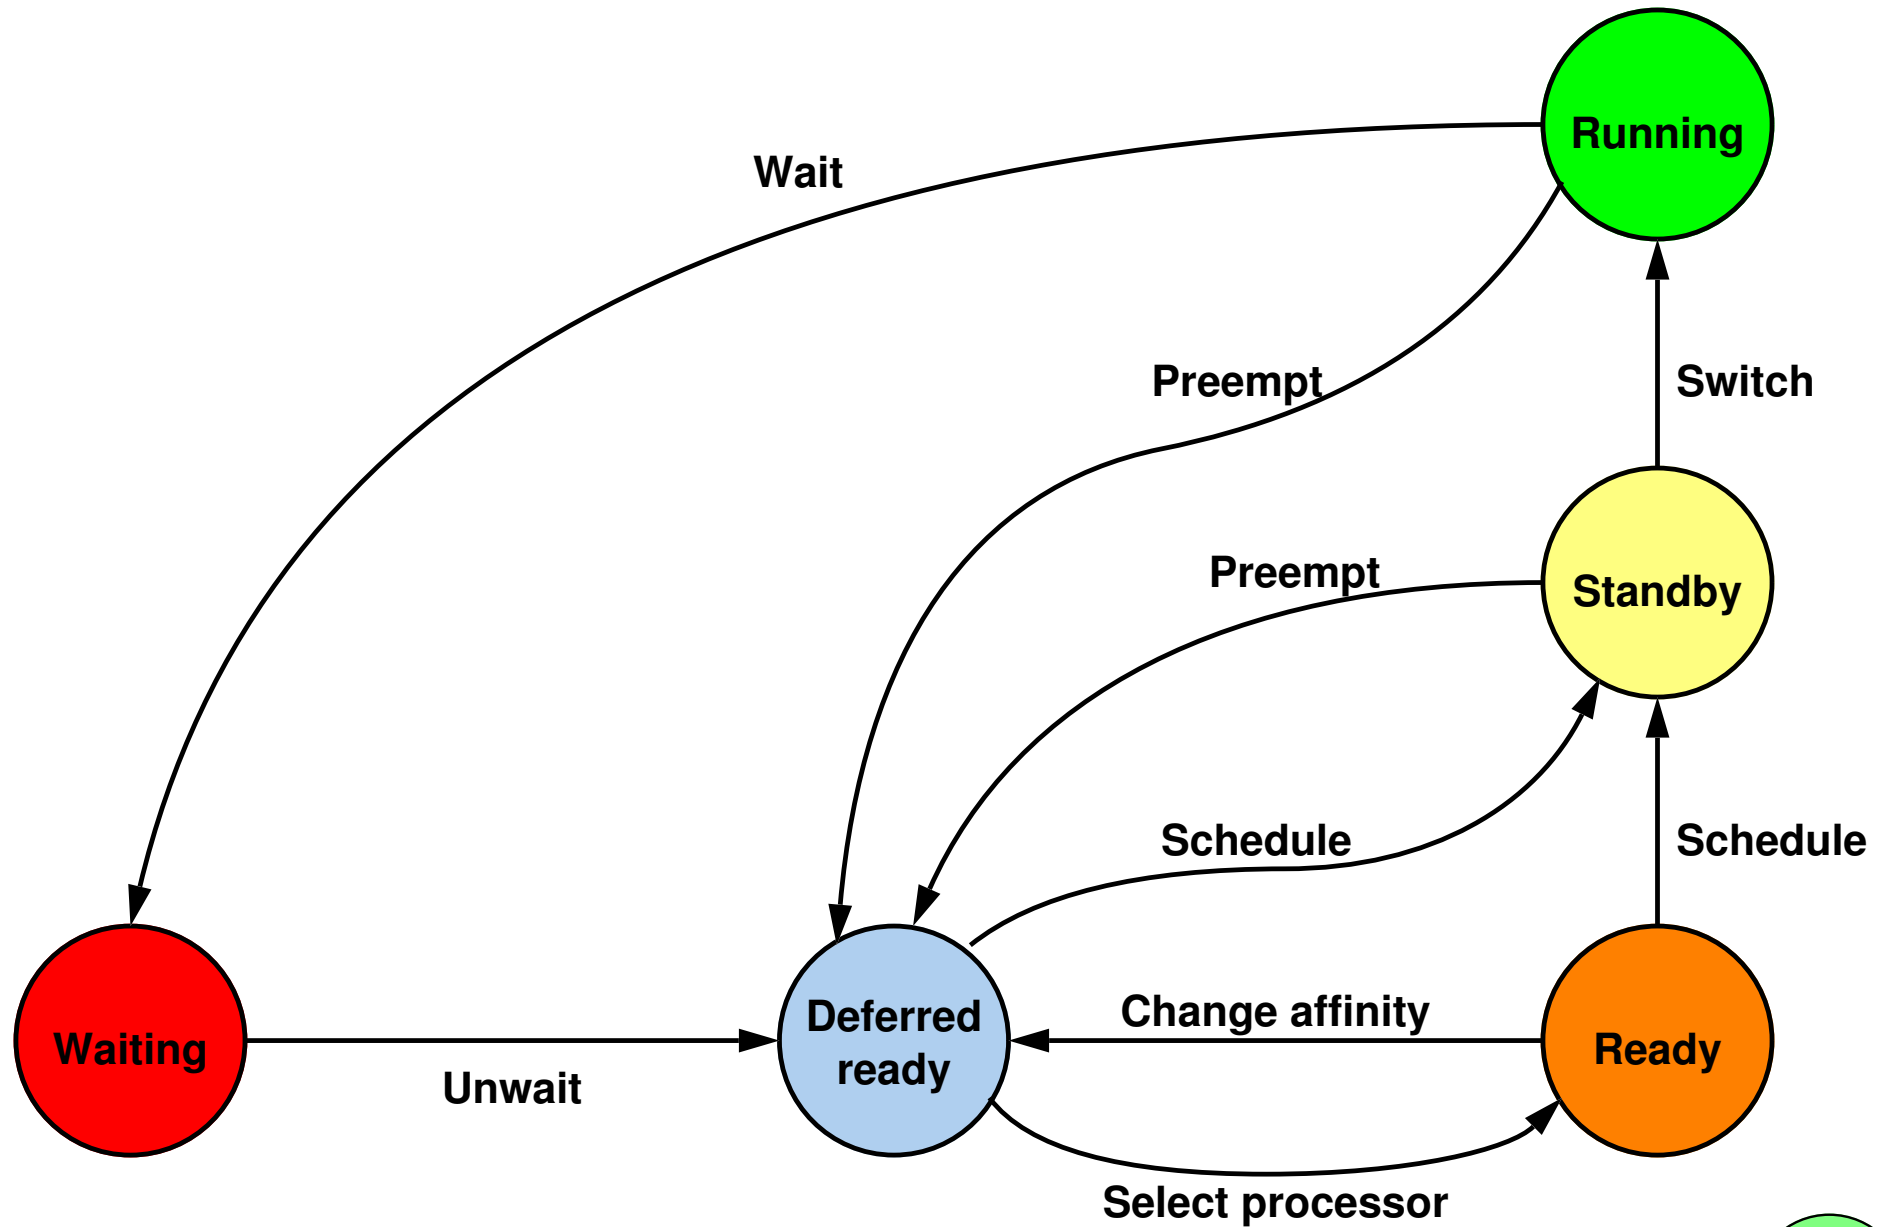 Running
Wait
Preempt
Switch
Preempt
Standby
Schedule
Schedule
Deferred
ready
Change affinity
Waiting
Ready
Unwait
Select processor